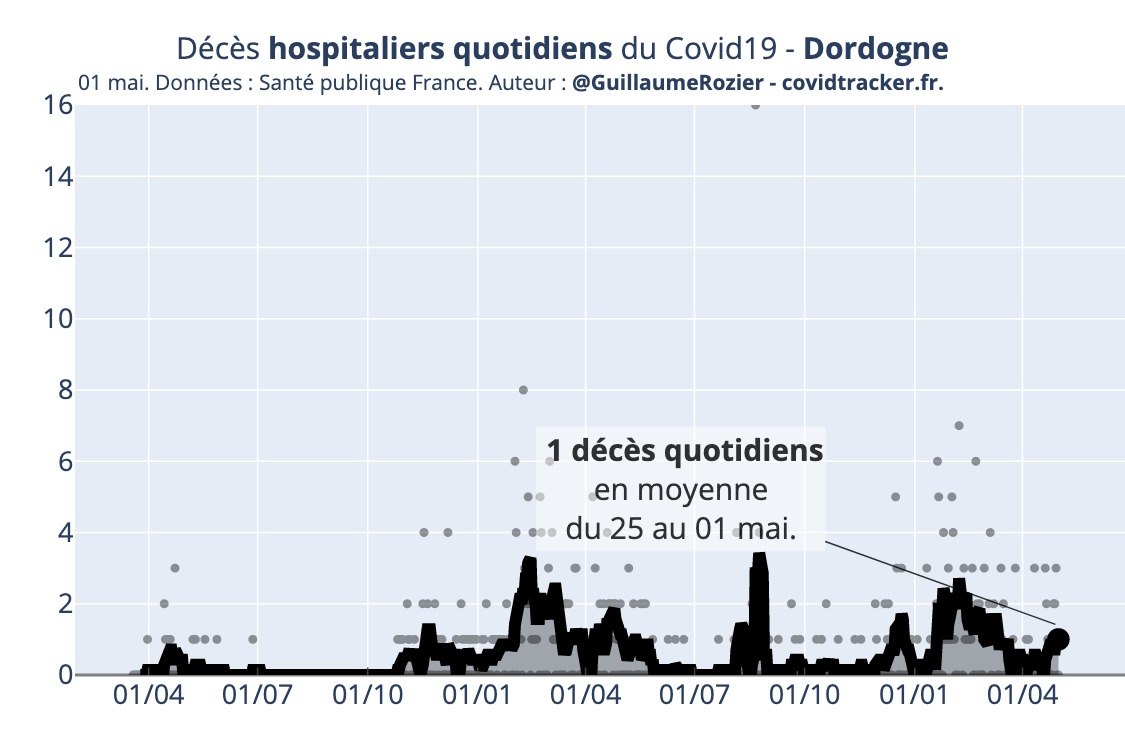 Décès hospitaliers quotidiens du Covid19 - Dordogne
01 mai. Données : Santé publique France. Auteur : @GuillaumeRozier - covidtracker.fr.
16
14
12
10
8
6
4
2
0
1 décès quotidiens
en moyenne
du 25 au 01 mai.
01/04 01/07 01/10 01/01 01/04 01/07 01/10 01/01 01/04